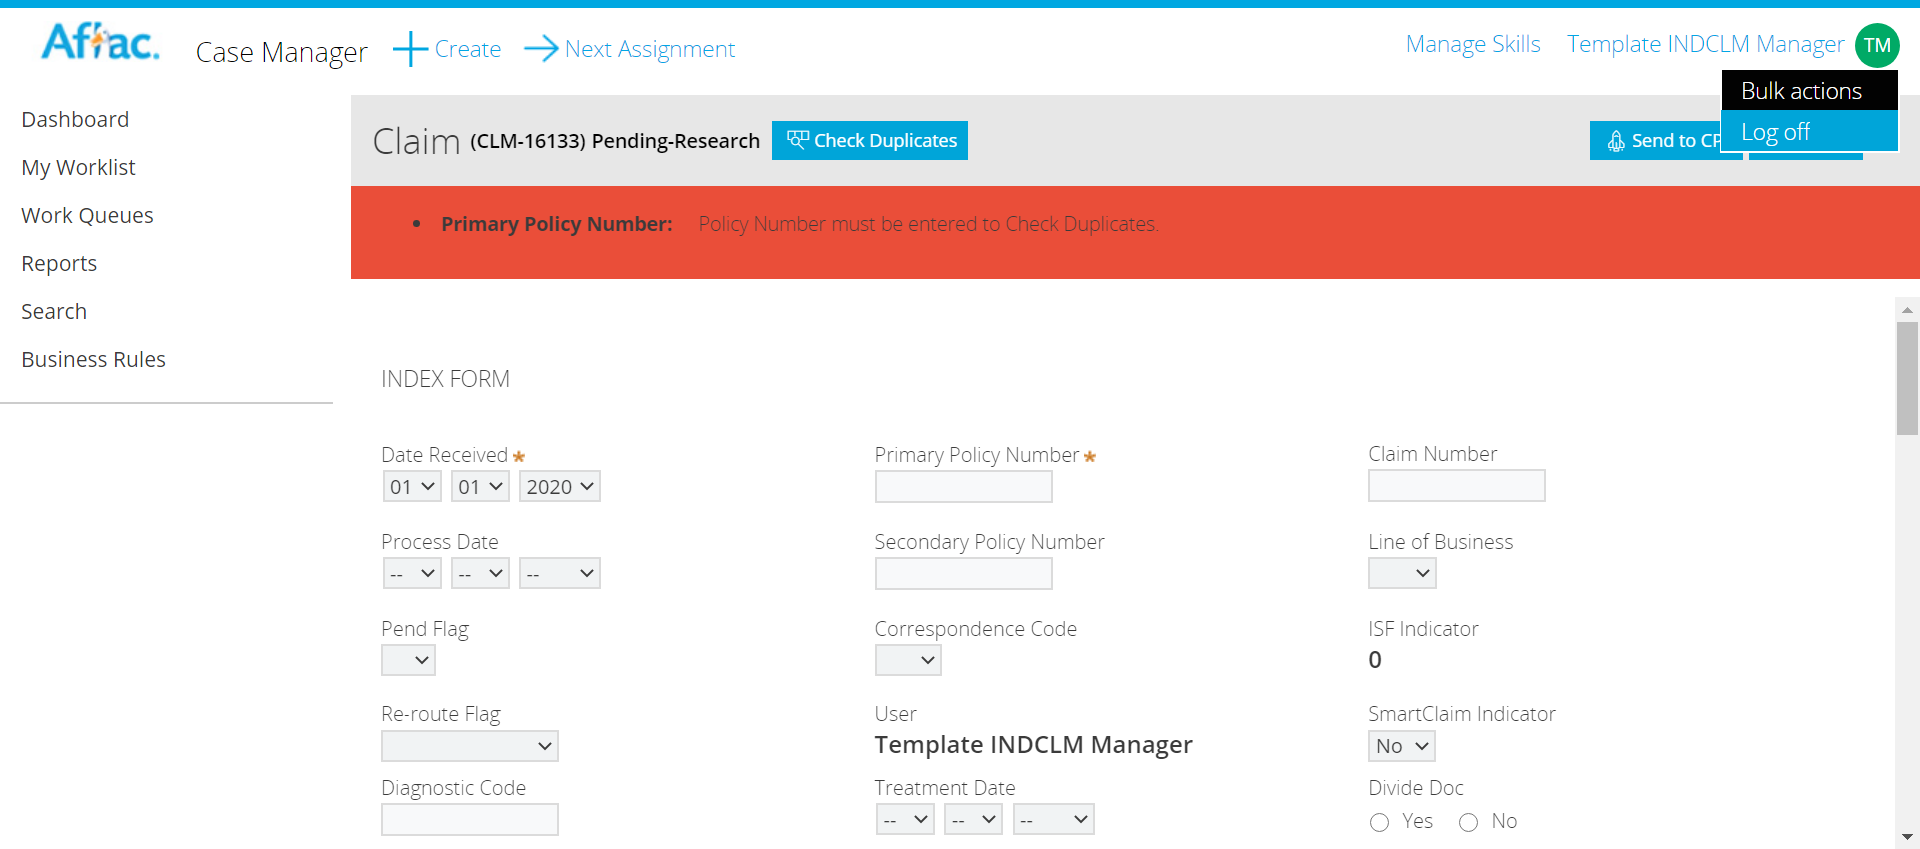 Aflac.
Case Manager
Create
Next Assignment
Manage Skills
Template INDCLM Manager
TM
Bulk actions
Log off
Dashboard
My Worklist
Work Queues
Reports
Search
Business Rules
Claim (CLM-16133) Pending-Research
Check Duplicates
Send to CP
• Primary Policy Number: Policy Number must be entered to Check Duplicates.
INDEX FORM
Date Received *
Primary Policy Number *
Claim Number
01 01 2020
Process Date
Secondary Policy Number
Line of Business
-- -- --
Pend Flag
Correspondence Code
ISF Indicator
0
Re-route Flag
User
SmartClaim Indicator
Template INDCLM Manager
No
Diagnostic Code
Treatment Date
Divide Doc
-- -- --
Yes No